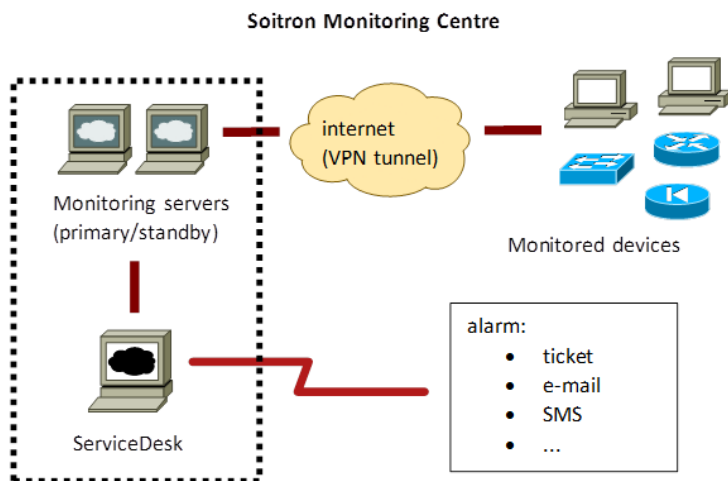 Soitron Monitoring Centre
internet
(VPN tunnel)
Monitoring servers
(primary/standby)
Monitored devices
alarm:
• ticket
• e-mail
• SMS
• ...
ServiceDesk